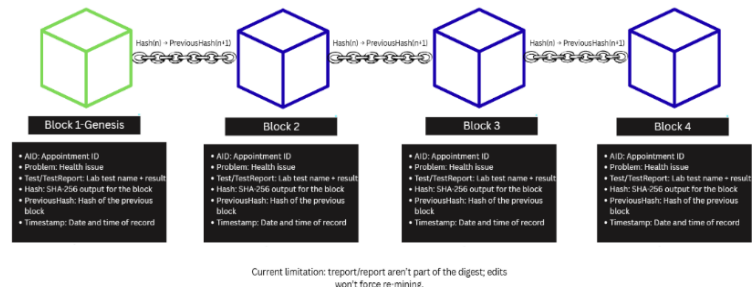 Hash(n) → PreviousHash(n+1)
Hash(n) → PreviousHash(n+1)
Hash(n) → PreviousHash(n+1)
Block 1-Genesis
Block 2
Block 3
Block 4
• AID: Appointment ID
• Problem: Health issue
• Test/TestReport: Lab test name + result
• Hash: SHA-256 output for the block
• PreviousHash: Hash of the previous
block
• Timestamp: Date and time of record
• AID: Appointment ID
• Problem: Health issue
• Test/TestReport: Lab test name + result
• Hash: SHA-256 output for the block
• PreviousHash: Hash of the previous
block
• Timestamp: Date and time of record
• AID: Appointment ID
• Problem: Health issue
• Test/TestReport: Lab test name + result
• Hash: SHA-256 output for the block
• PreviousHash: Hash of the previous
block
• Timestamp: Date and time of record
• AID: Appointment ID
• Problem: Health issue
• Test/TestReport: Lab test name + result
• Hash: SHA-256 output for the block
• PreviousHash: Hash of the previous
block
• Timestamp: Date and time of record
Current limitation: treport/report aren't part of the digest; edits
won't force re-mining.